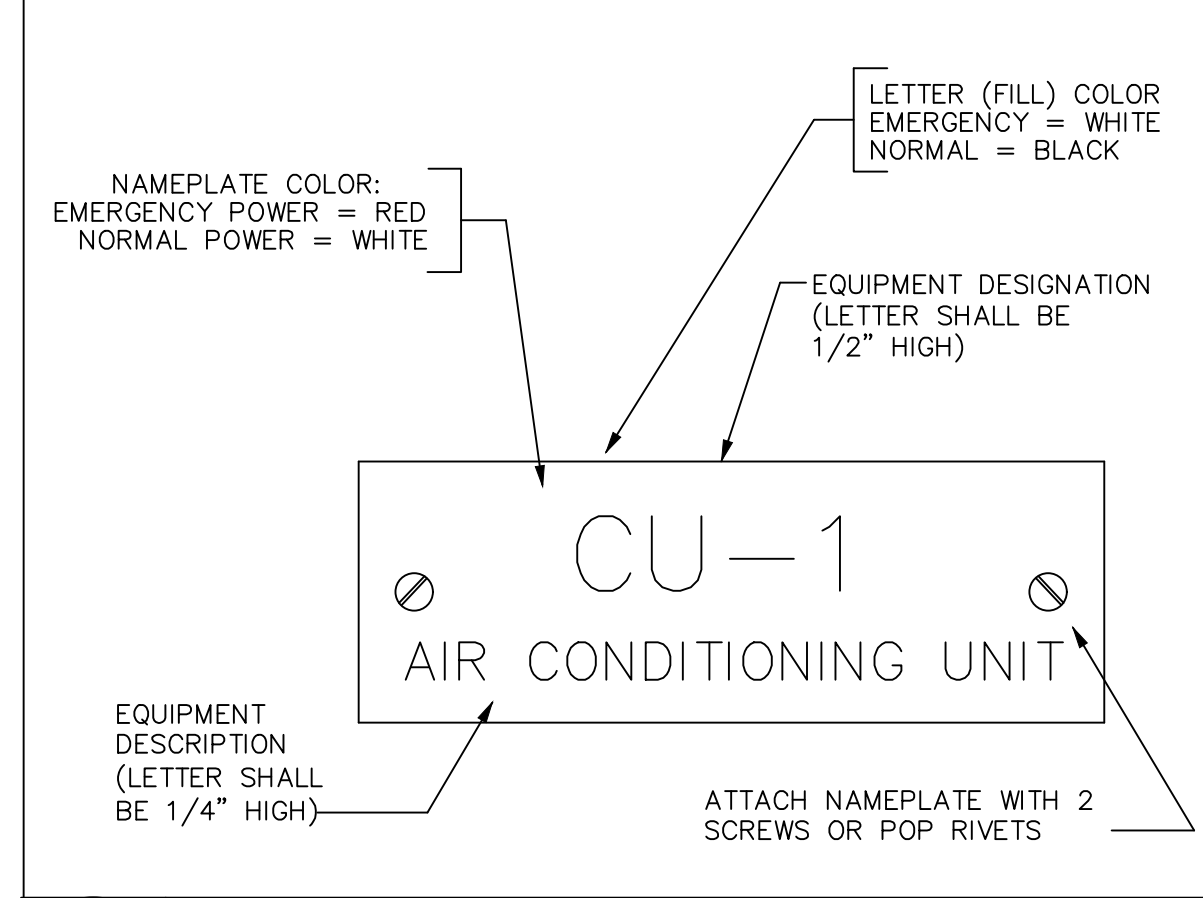 LETTER (FILL) COLOR
EMERGENCY = WHITE
NORMAL = BLACK
NAMEPLATE COLOR:
EMERGENCY POWER = RED
NORMAL POWER = WHITE
EQUIPMENT DESIGNATION
(LETTER SHALL BE
1/2” HIGH)
CU-1
AIR CONDITIONING UNIT
EQUIPMENT
DESCRIPTION
(LETTER SHALL
BE 1/4” HIGH)
ATTACH NAMEPLATE WITH 2
SCREWS OR POP RIVETS